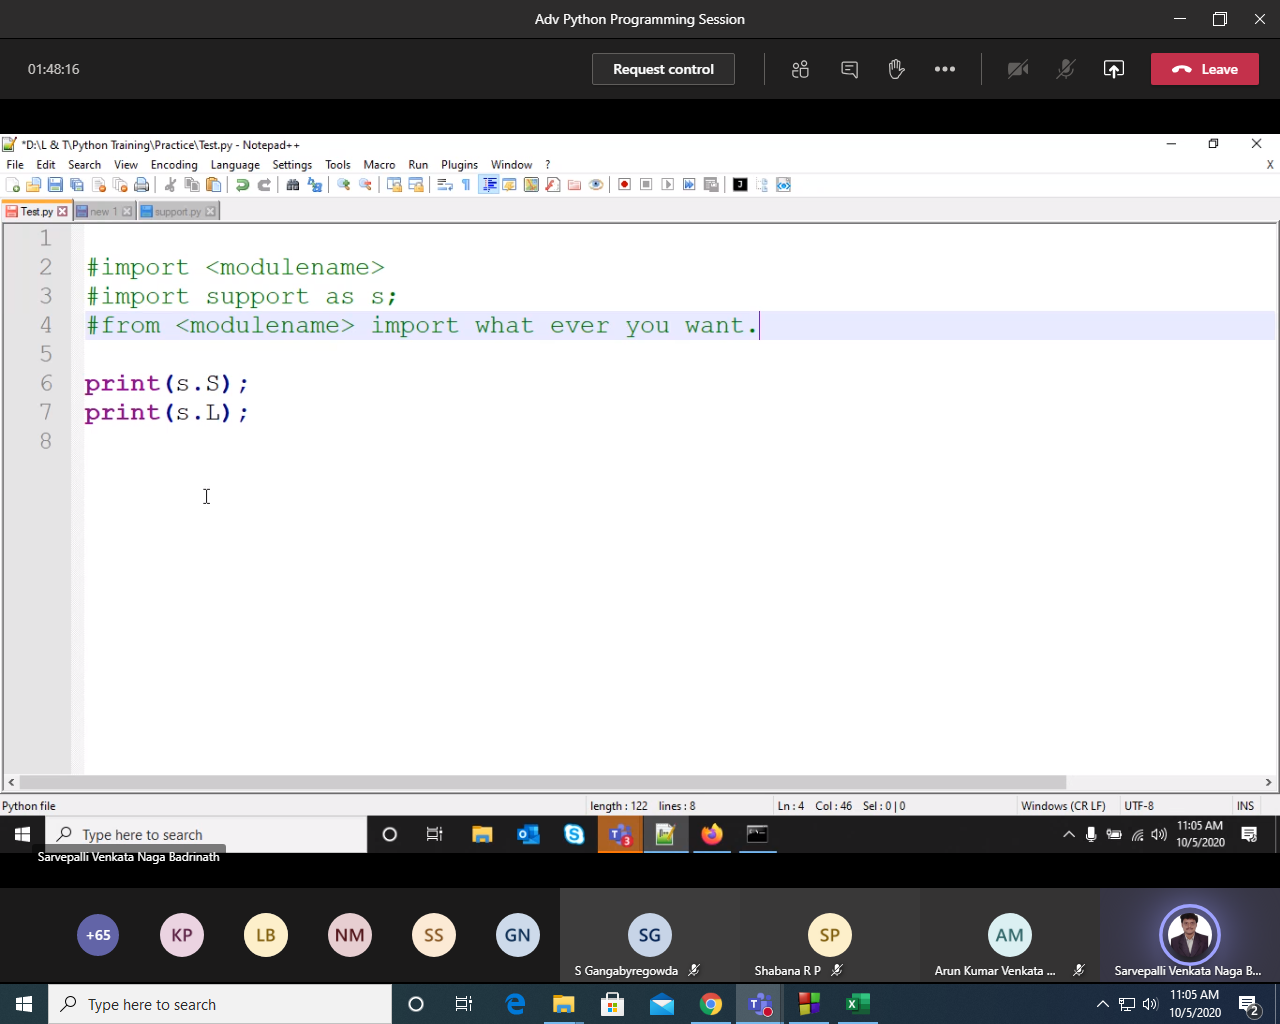 Adv Python Programming Session
01:48:16
Request control
Leave
*D:\L & T\Python Training\Practice\Test.py - Notepad++
File Edit Search View Encoding Language Settings Tools Macro Run Plugins Window ?
X
Test.py new 1 support.py
1
2 #import <modulename>
3 #import support as s;
4 #from <modulename> import what ever you want.
5
6 print(s.S);
7 print(s.L);
8
Python file length : 122 lines : 8 Ln : 4 Col : 46 Sel : 0 | 0 Windows (CR LF) UTF-8 INS
Type here to search
3
11:05 AM
10/5/2020
Sarvepalli Venkata Naga Badrinath
+65 KP LB NM SS GN SG SP AM
S Gangabyregowda Shabana R P Arun Kumar Venkata ... Sarvepalli Venkata Naga B...
Type here to search
11:05 AM
10/5/2020
2